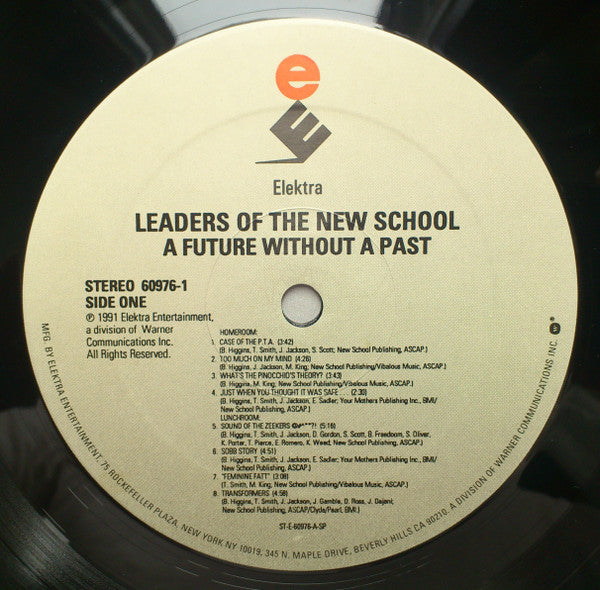 e
E
Elektra
LEADERS OF THE NEW SCHOOL
A FUTURE WITHOUT A PAST
STEREO 60976-1
SIDE ONE
℗ 1991 Elektra Entertainment,
a division of Warner
Communications Inc.
All Rights Reserved.
HOMEROOM:
1. CASE OF THE P.T.A. (3:42)
(B. Higgins, T. Smith, J. Jackson, S. Scott; New School Publishing, ASCAP.)
2. TOO MUCH ON MY MIND (4:26)
(B. Higgins, J. Jackson, M. King; New School Publishing/Vibalous Music, ASCAP.)
3. WHAT'S THE PINOCCHIO'S THEORY? (3:43)
(B. Higgins, M. King; New School Publishing/Vibalous Music, ASCAP.)
4. JUST WHEN YOU THOUGHT IT WAS SAFE . . . (2:30)
(B. Higgins, T. Smith, J. Jackson, E. Sadler; Your Mothers Publishing Inc., BMI/
New School Publishing, ASCAP.)
LUNCHROOM:
5. SOUND OF THE ZEEKERS @#^**?! (5:16)
(B. Higgins, T. Smith, J. Jackson, D. Gordon, S. Scott, B. Freedoom, S. Oliver,
K. Porter, T. Pierce, E. Romero, K. Weed, New School Publishing, ASCAP.)
6. SOBB STORY (4:51)
(B. Higgins, T. Smith, J. Jackson, E. Sadler; Your Mothers Publishing Inc., BMI/
New School Publishing, ASCAP.)
7. "FEMININE FATT" (3:08)
(T. Smith, M. King; New School Publishing/Vibalous Music, ASCAP.)
8. TRANSFORMERS (4:58)
(B. Higgins, T. Smith, J. Jackson, J. Gamble, D. Ross, J. Dajani;
New School Publishing, ASCAP/Clyda/Pearl, BMI.)
ST-E-60976-A-SP
MFG. BY ELEKTRA ENTERTAINMENT, 75 ROCKEFELLER PLAZA, NEW YORK NY 10019, 345 N. MAPLE DRIVE, BEVERLY HILLS CA 90210. A DIVISION OF WARNER COMMUNICATIONS INC.